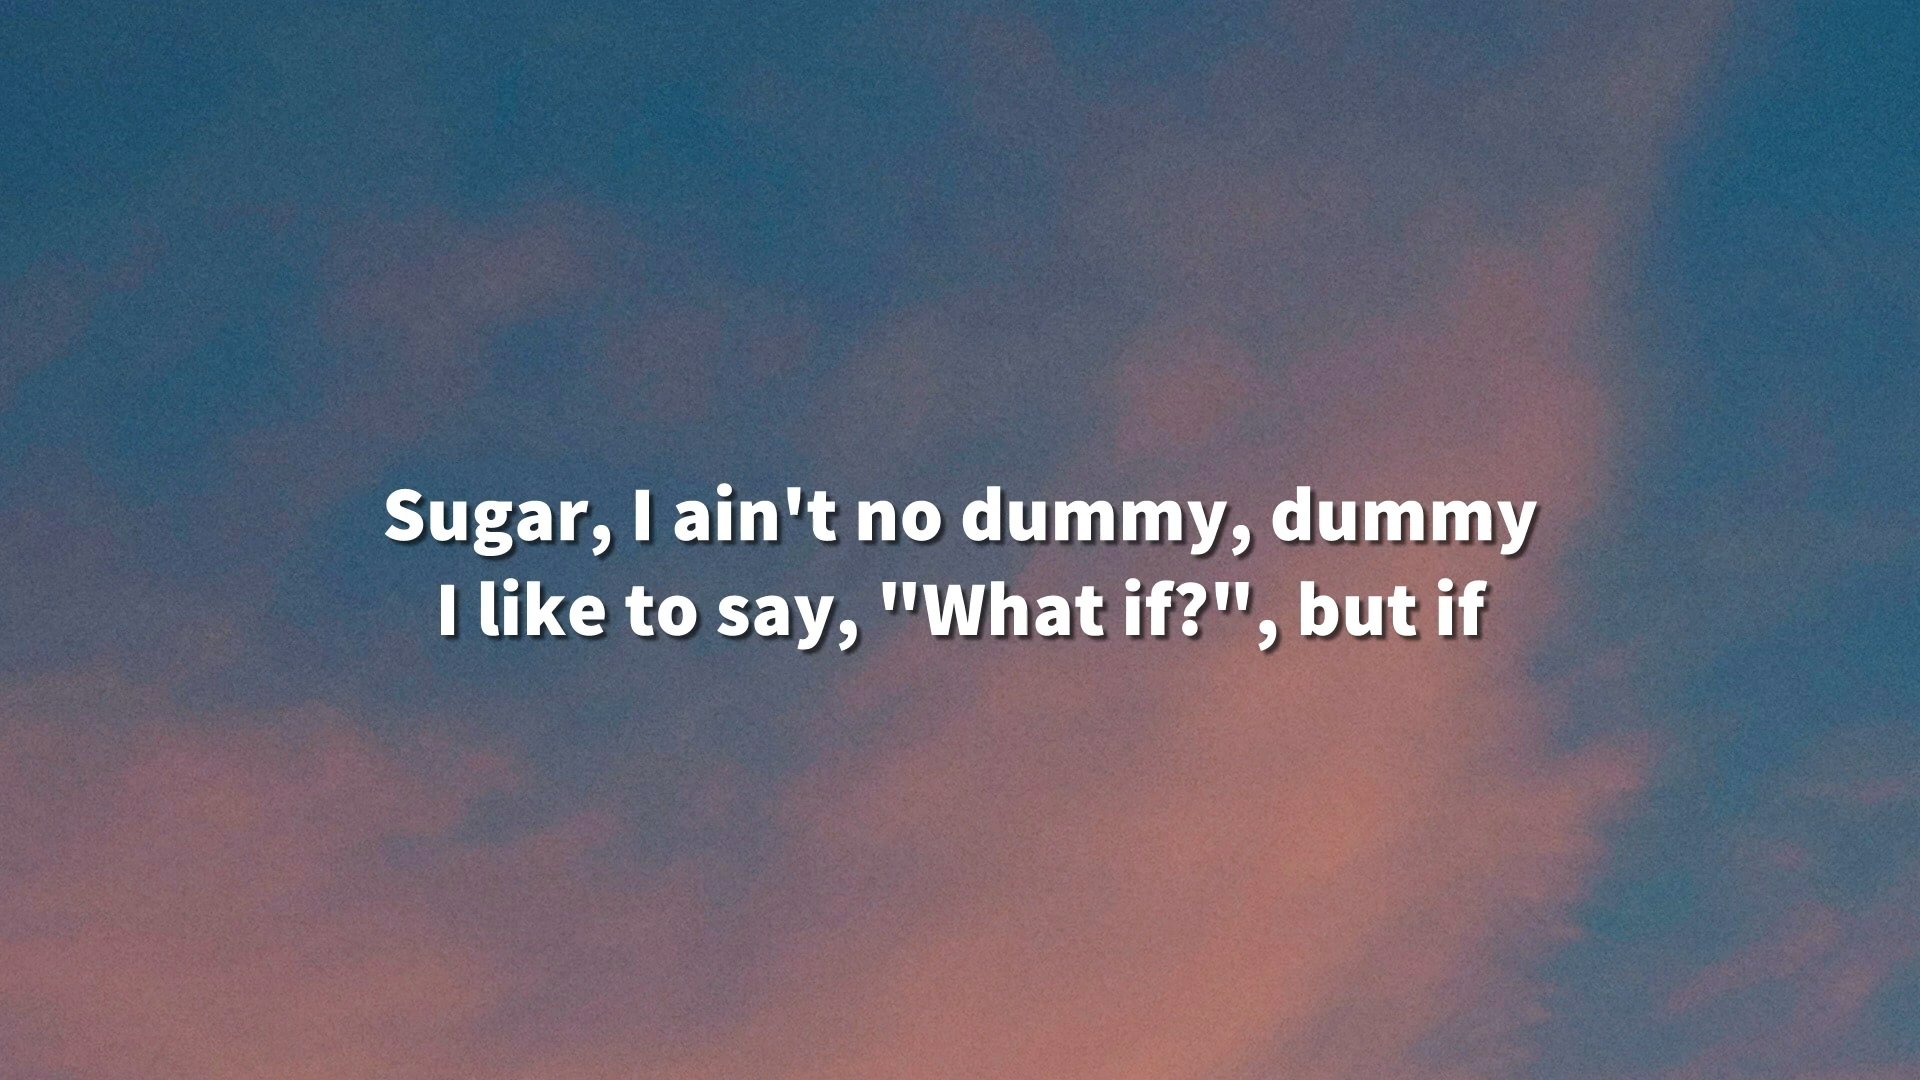 Sugar, I ain't no dummy, dummy
I like to say, "What if?", but if